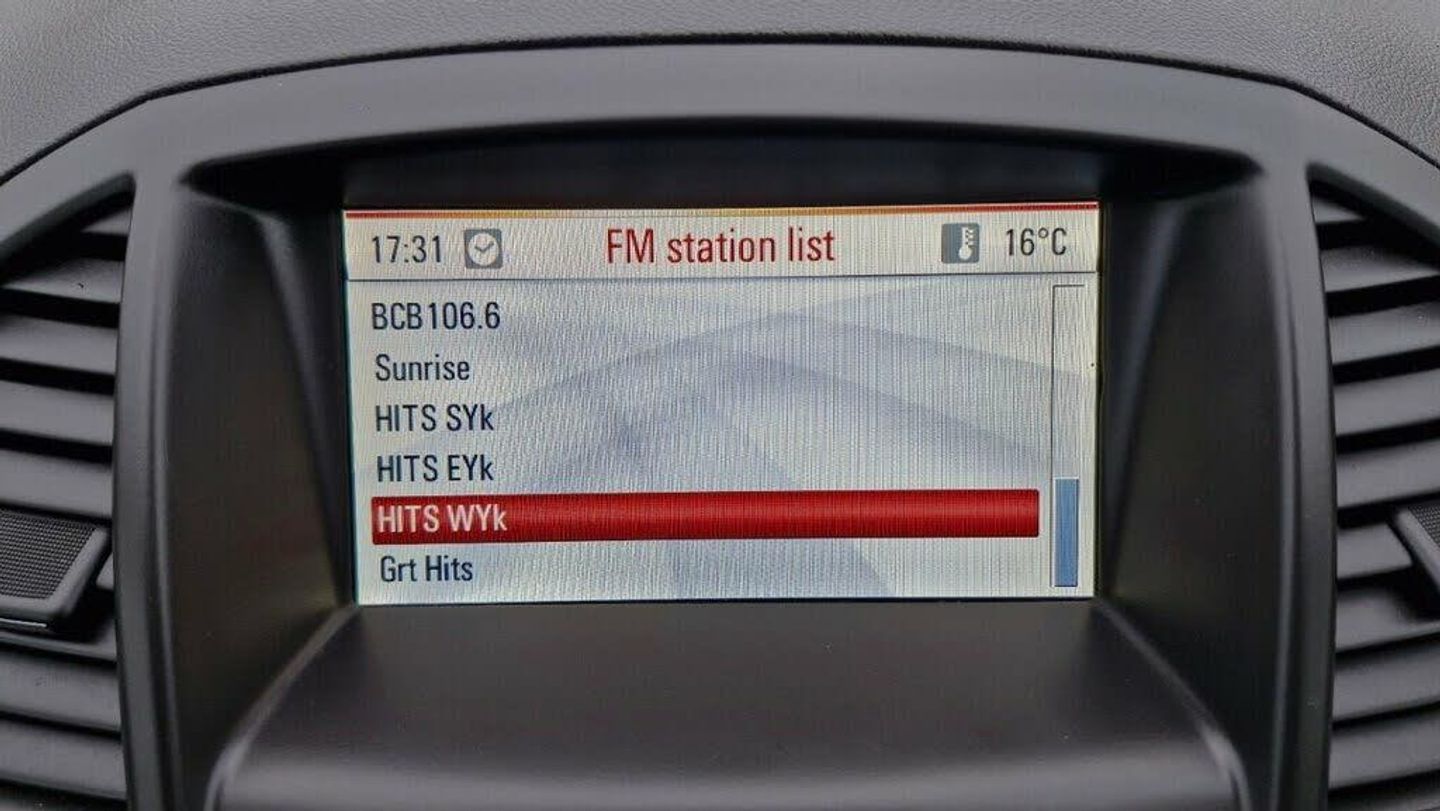 17:31 FM station list 16°C
BCB106.6
Sunrise
HITS SYk
HITS EYk
HITS WYk
Grt Hits